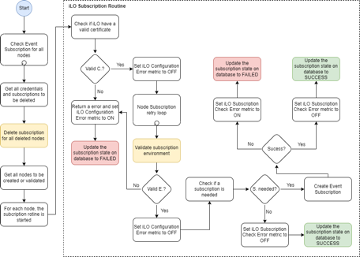 Start
Check Event
Subscription for all
nodes
Get all credentials
and subscriptions to
be deleted
Delete subscription
for all deleted nodes
Get all nodes to be
created or validated
For each node, the
subscription rotine is
started
iLO Subscription Routine
Check if iLO have a
valid certificate
Valid E.?
Yes
No
Return a error and set
iLO Configuration
Error metric to ON
Update the
subscription state on
database to FAILED
Set iLO Configuration
Error metric to OFF
Node Subscription
retry loop
Validate subscription
environment
No
Valid E.?
Yes
Set iLO Configuration
Error metric to OFF
Check if a
subscription is
needed
S. needed?
Yes
Create Event
Subscription
No
Set iLO Subscription
Check Error metric to
OFF
Update the
subscription state on
database to
SUCCESS
Sucess?
No
Yes
Set iLO Subscription
Check Error metric to
ON
Set iLO Subscription
Check Error metric to
OFF
Update the
subscription state on
database to FAILED
Update the
subscription state on
database to
SUCCESS